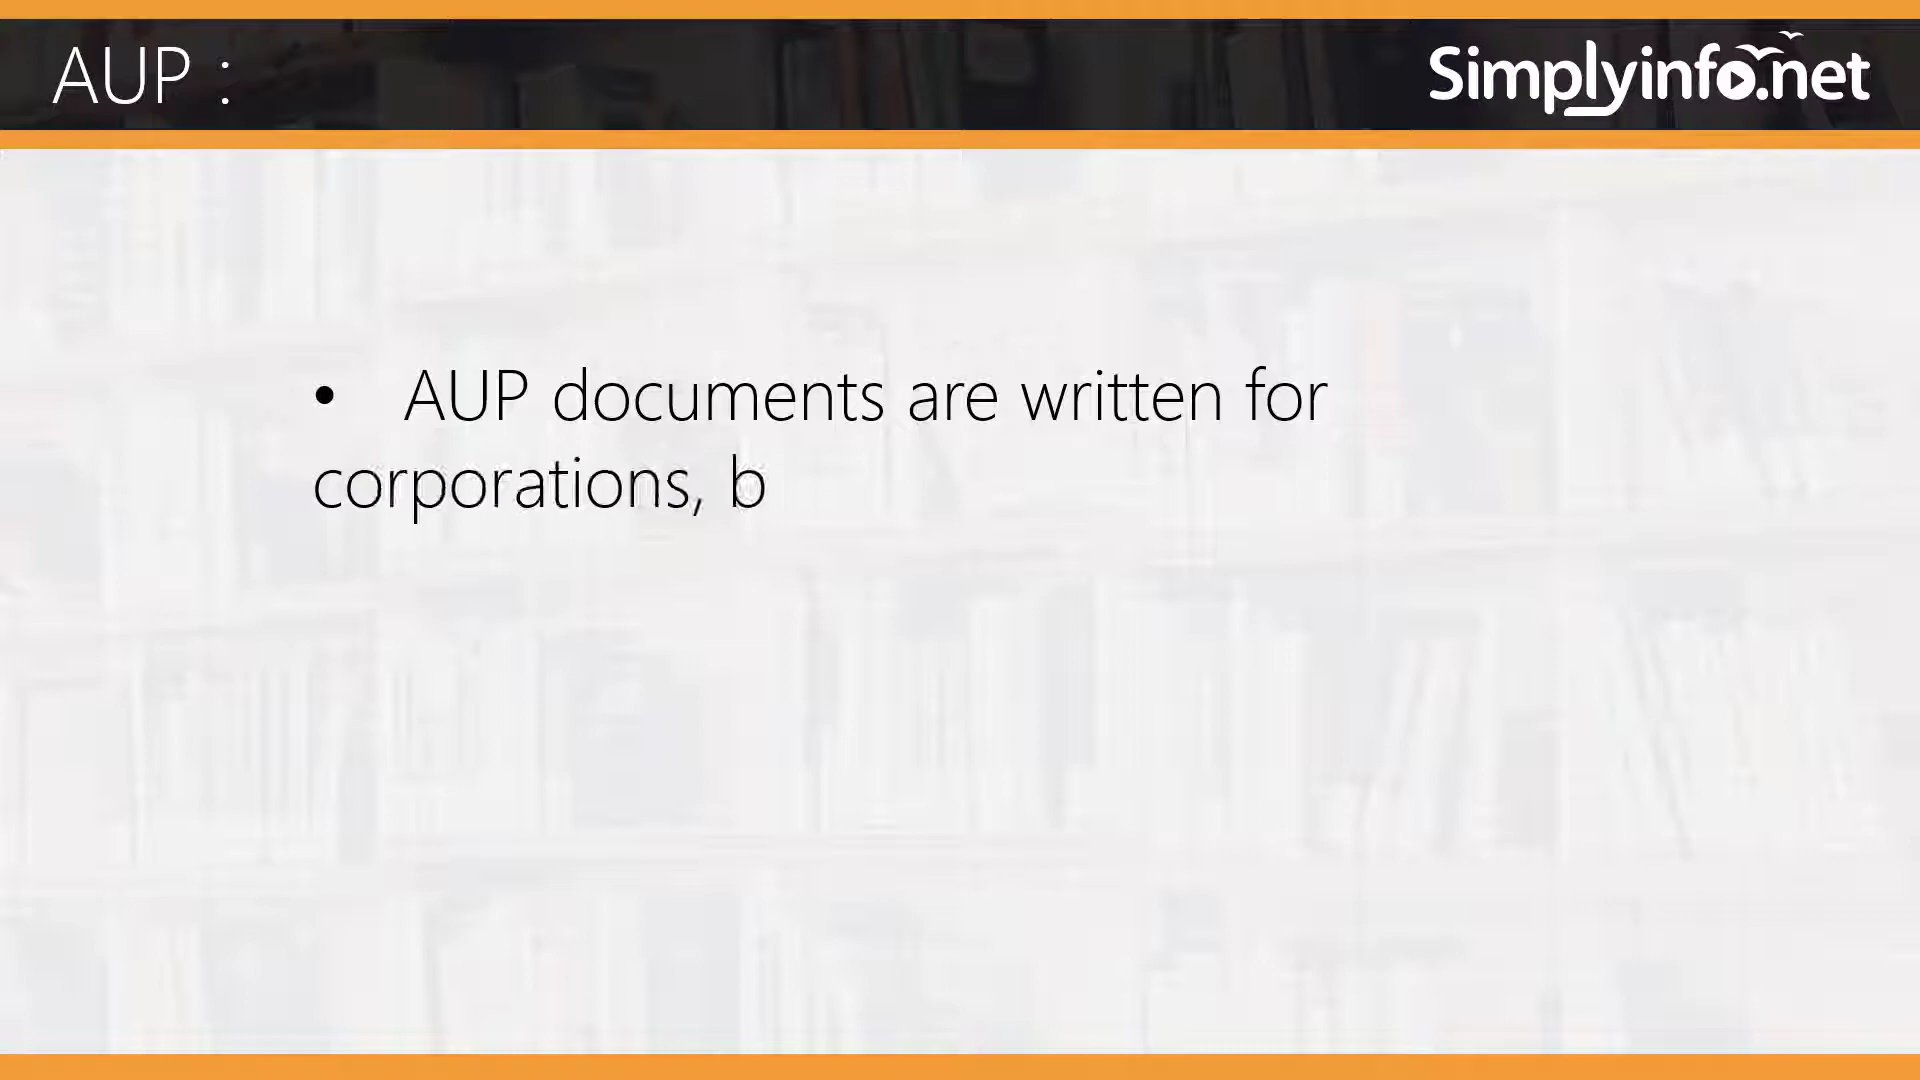 AUP :
Simplyinfo.net
• AUP documents are written for
corporations, b